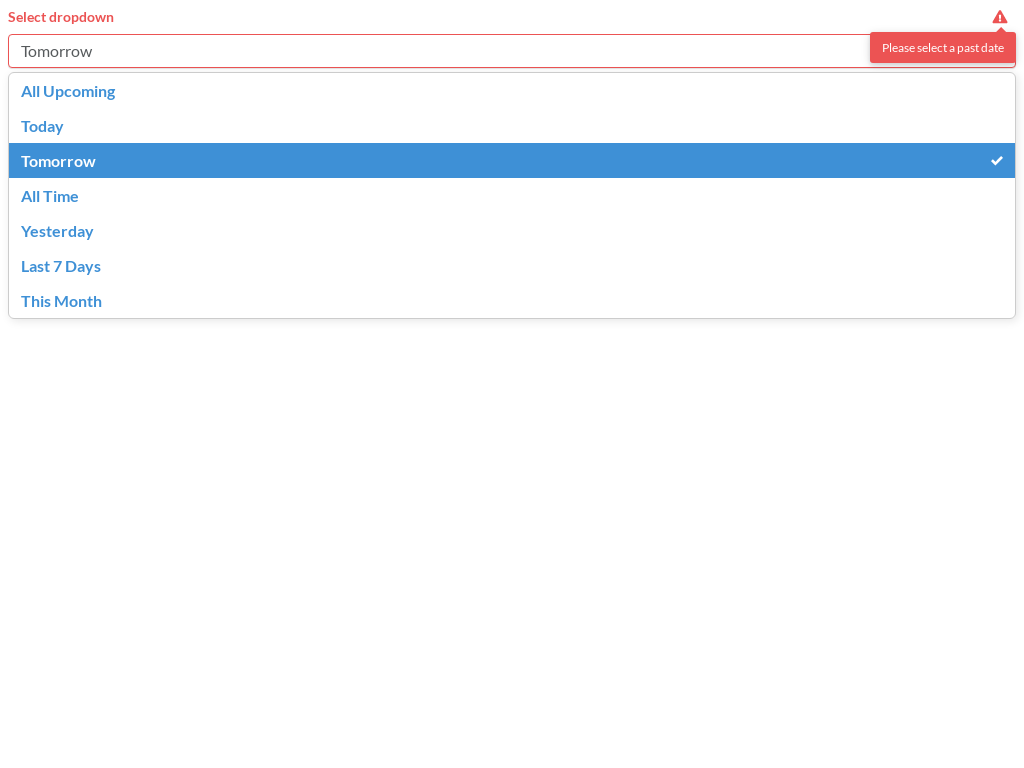 Select dropdown
Tomorrow
Please select a past date
All Upcoming
Today
Tomorrow
All Time
Yesterday
Last 7 Days
This Month